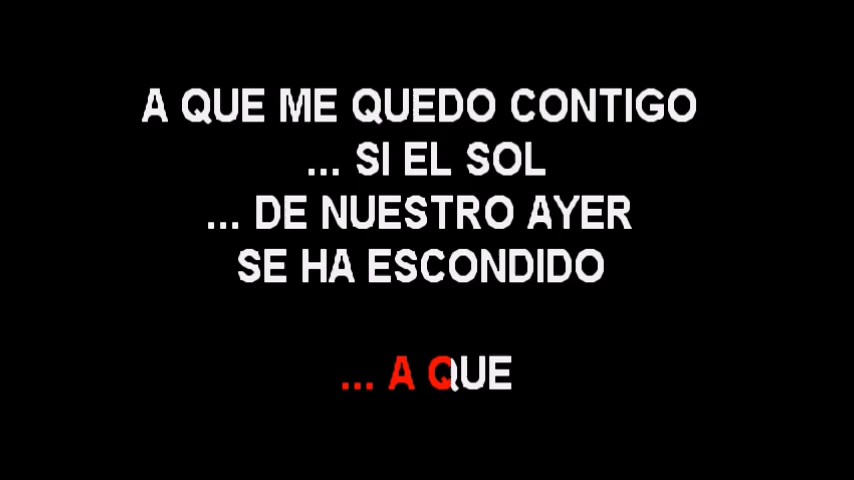 A QUE ME QUEDO CONTIGO
... SI EL SOL
... DE NUESTRO AYER
SE HA ESCONDIDO
... A QUE